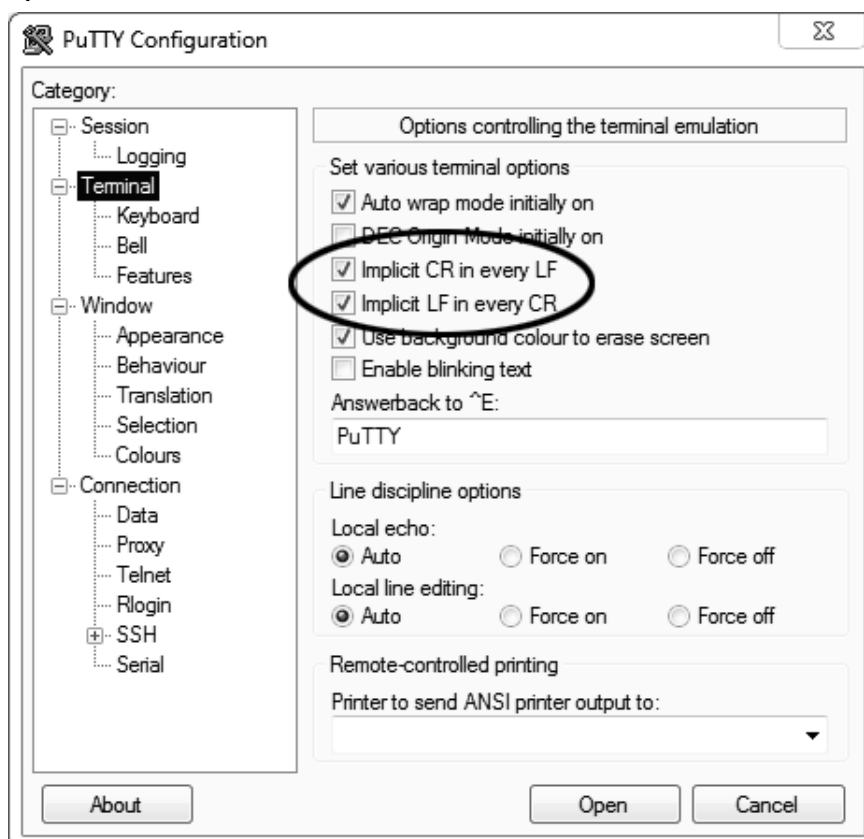 PuTTY Configuration
Category:
Session
Logging
Terminal
Keyboard
Bell
Features
Window
Appearance
Behaviour
Translation
Selection
Colours
Connection
Data
Proxy
Telnet
Rlogin
SSH
Serial
Options controlling the terminal emulation
Set various terminal options
Auto wrap mode initially on
DEC Origin Mode initially on
Implicit CR in every LF
Implicit LF in every CR
Use background colour to erase screen
Enable blinking text
Answerback to ^E:
PuTTY
Line discipline options
Local echo:
Auto Force on Force off
Local line editing:
Auto Force on Force off
Remote-controlled printing
Printer to send ANSI printer output to:
About Open Cancel